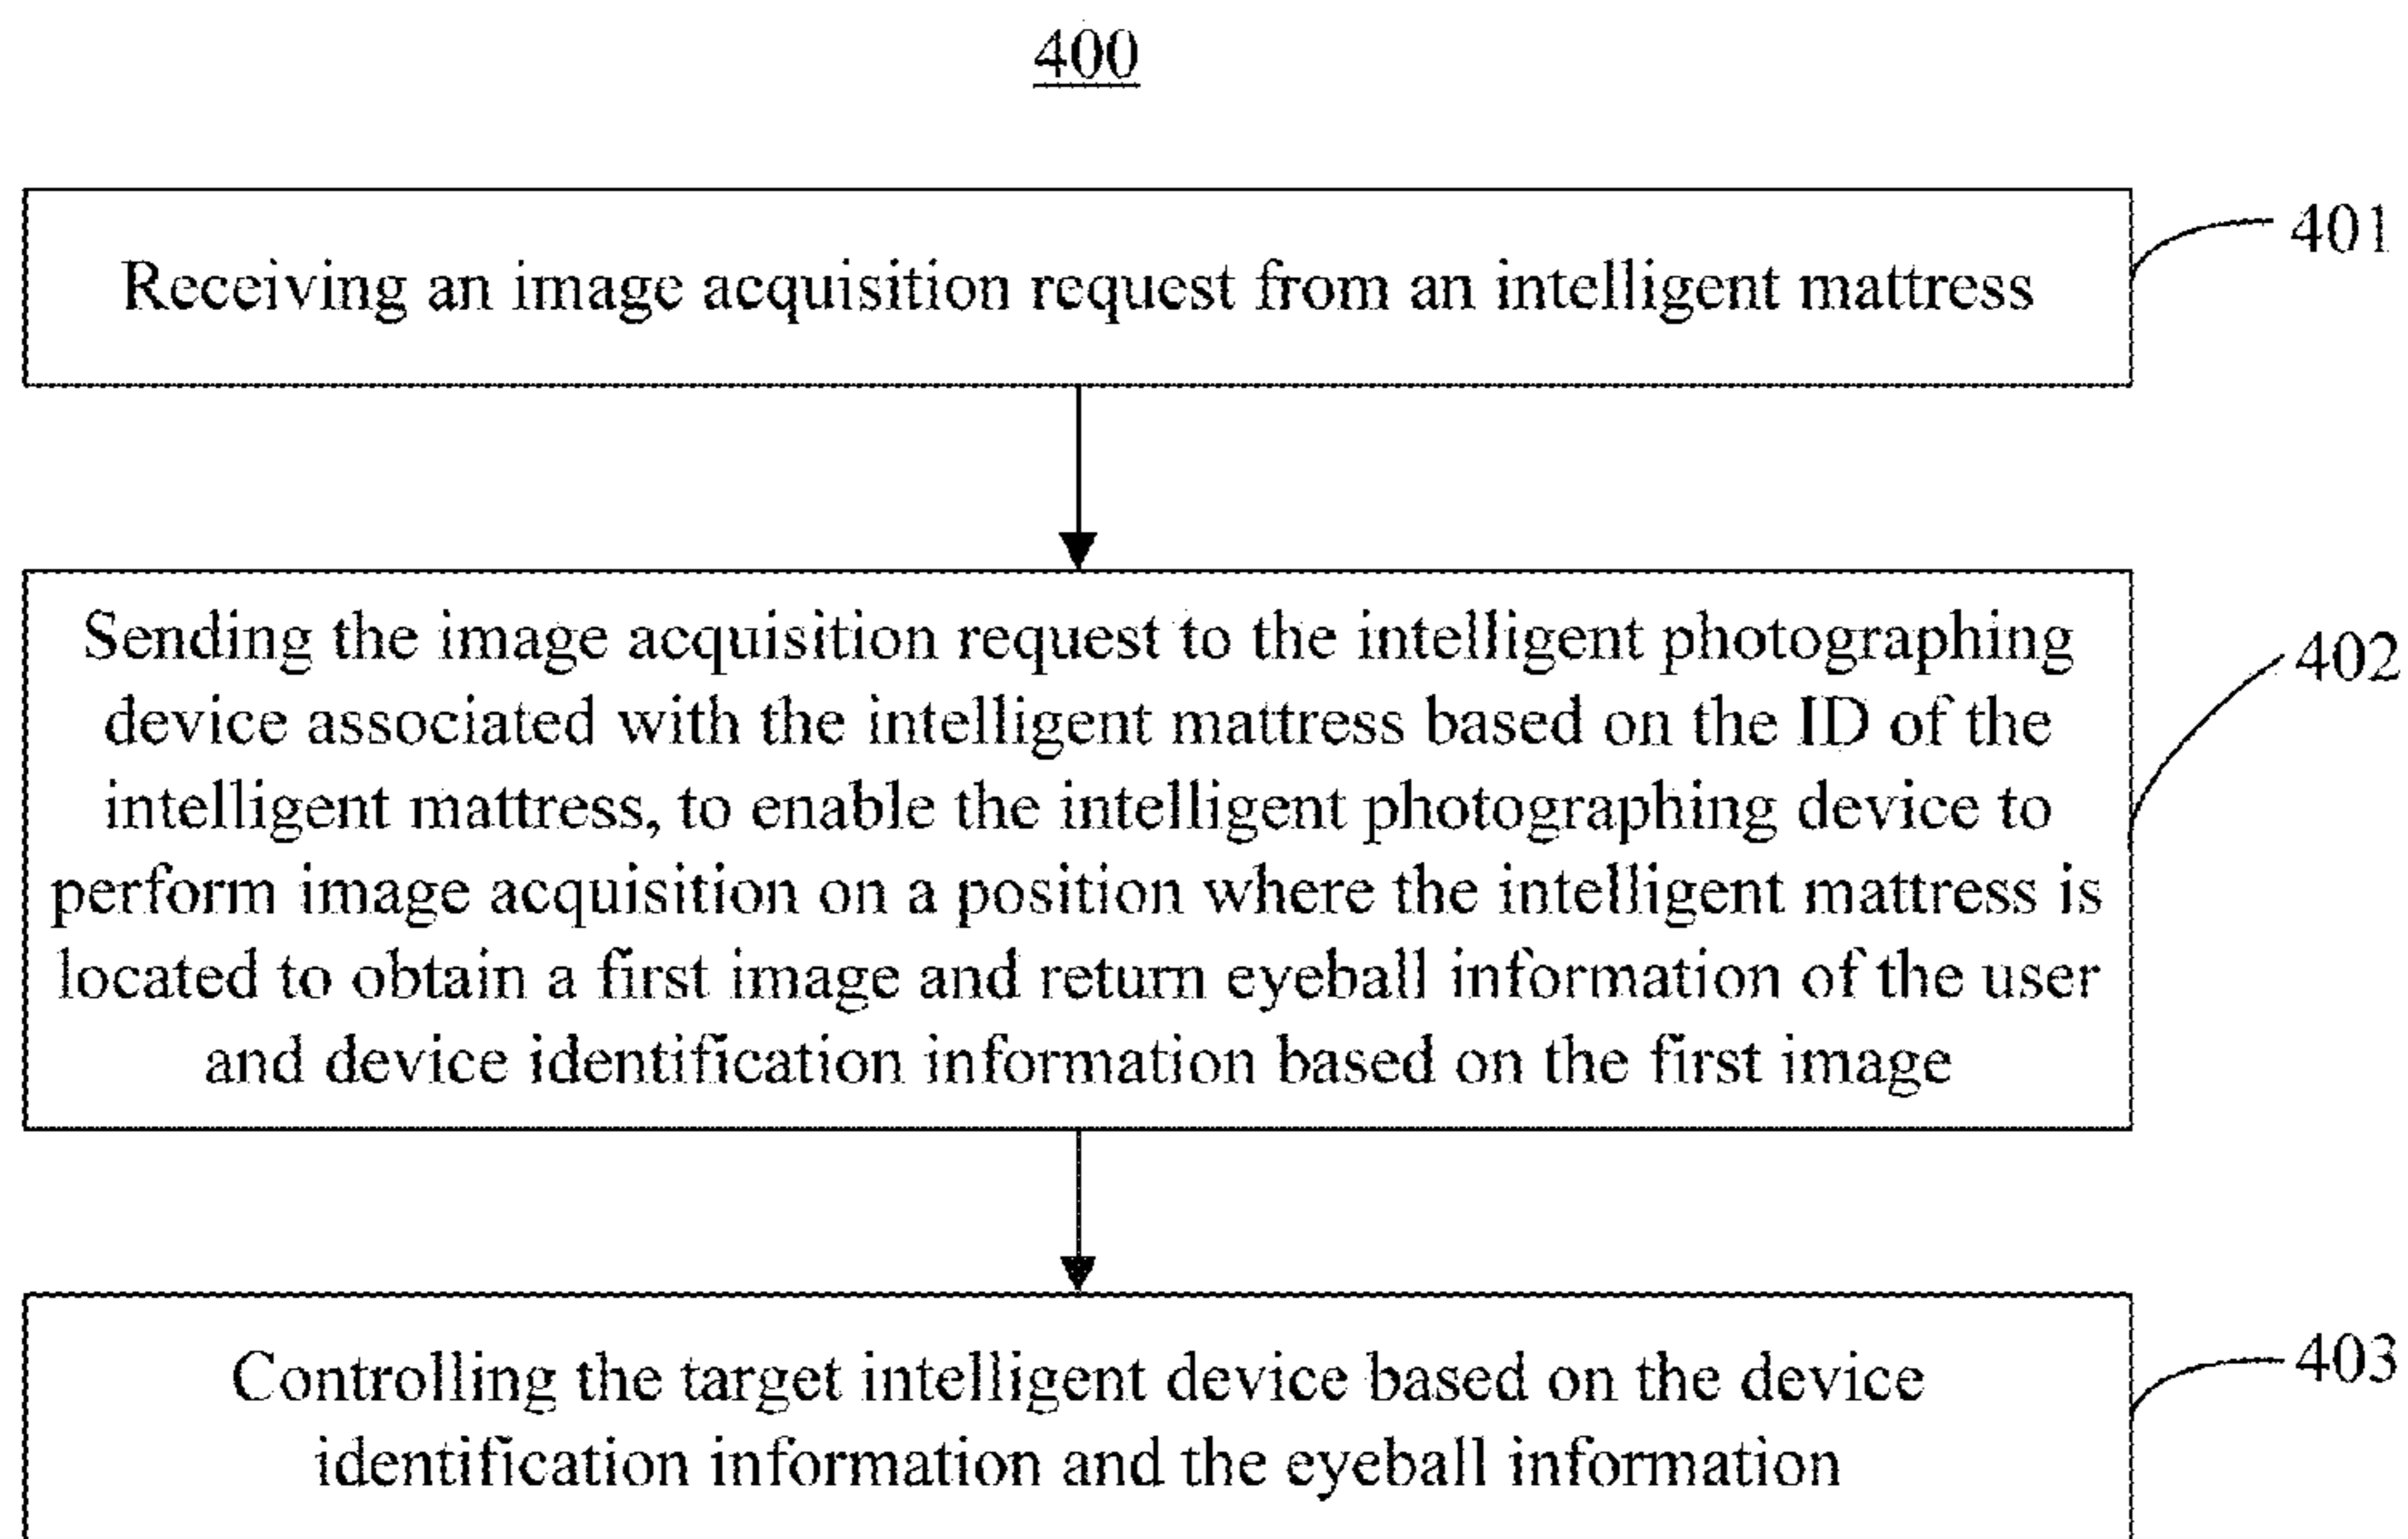 400
Receiving an image acquisition request from an intelligent mattress
401
Sending the image acquisition request to the intelligent photographing
device associated with the intelligent mattress based on the ID of the
intelligent mattress, to enable the intelligent photographing device to
perform image acquisition on a position where the intelligent mattress is
located to obtain a first image and return eyeball information of the user
and device identification information based on the first image
402
Controlling the target intelligent device based on the device
identification information and the eyeball information
403